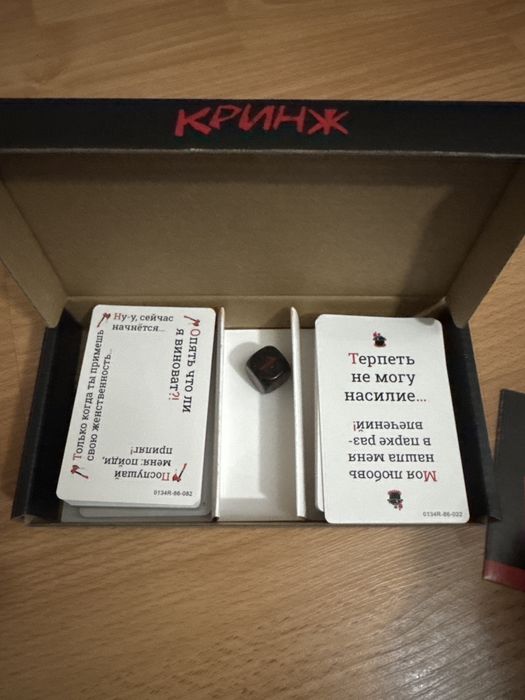 КРИНЖ
Ну-у, сейчас
начнётся...
Опять что ли
я виноват?!
Послушай
меня: пойди,
приляг!
Только когда ты примешь
свою женственность...
0134R-86-082
Терпеть
не могу
насилие...
Моя любовь
нашла меня
в парке раз-
влечений!
0134R-86-022